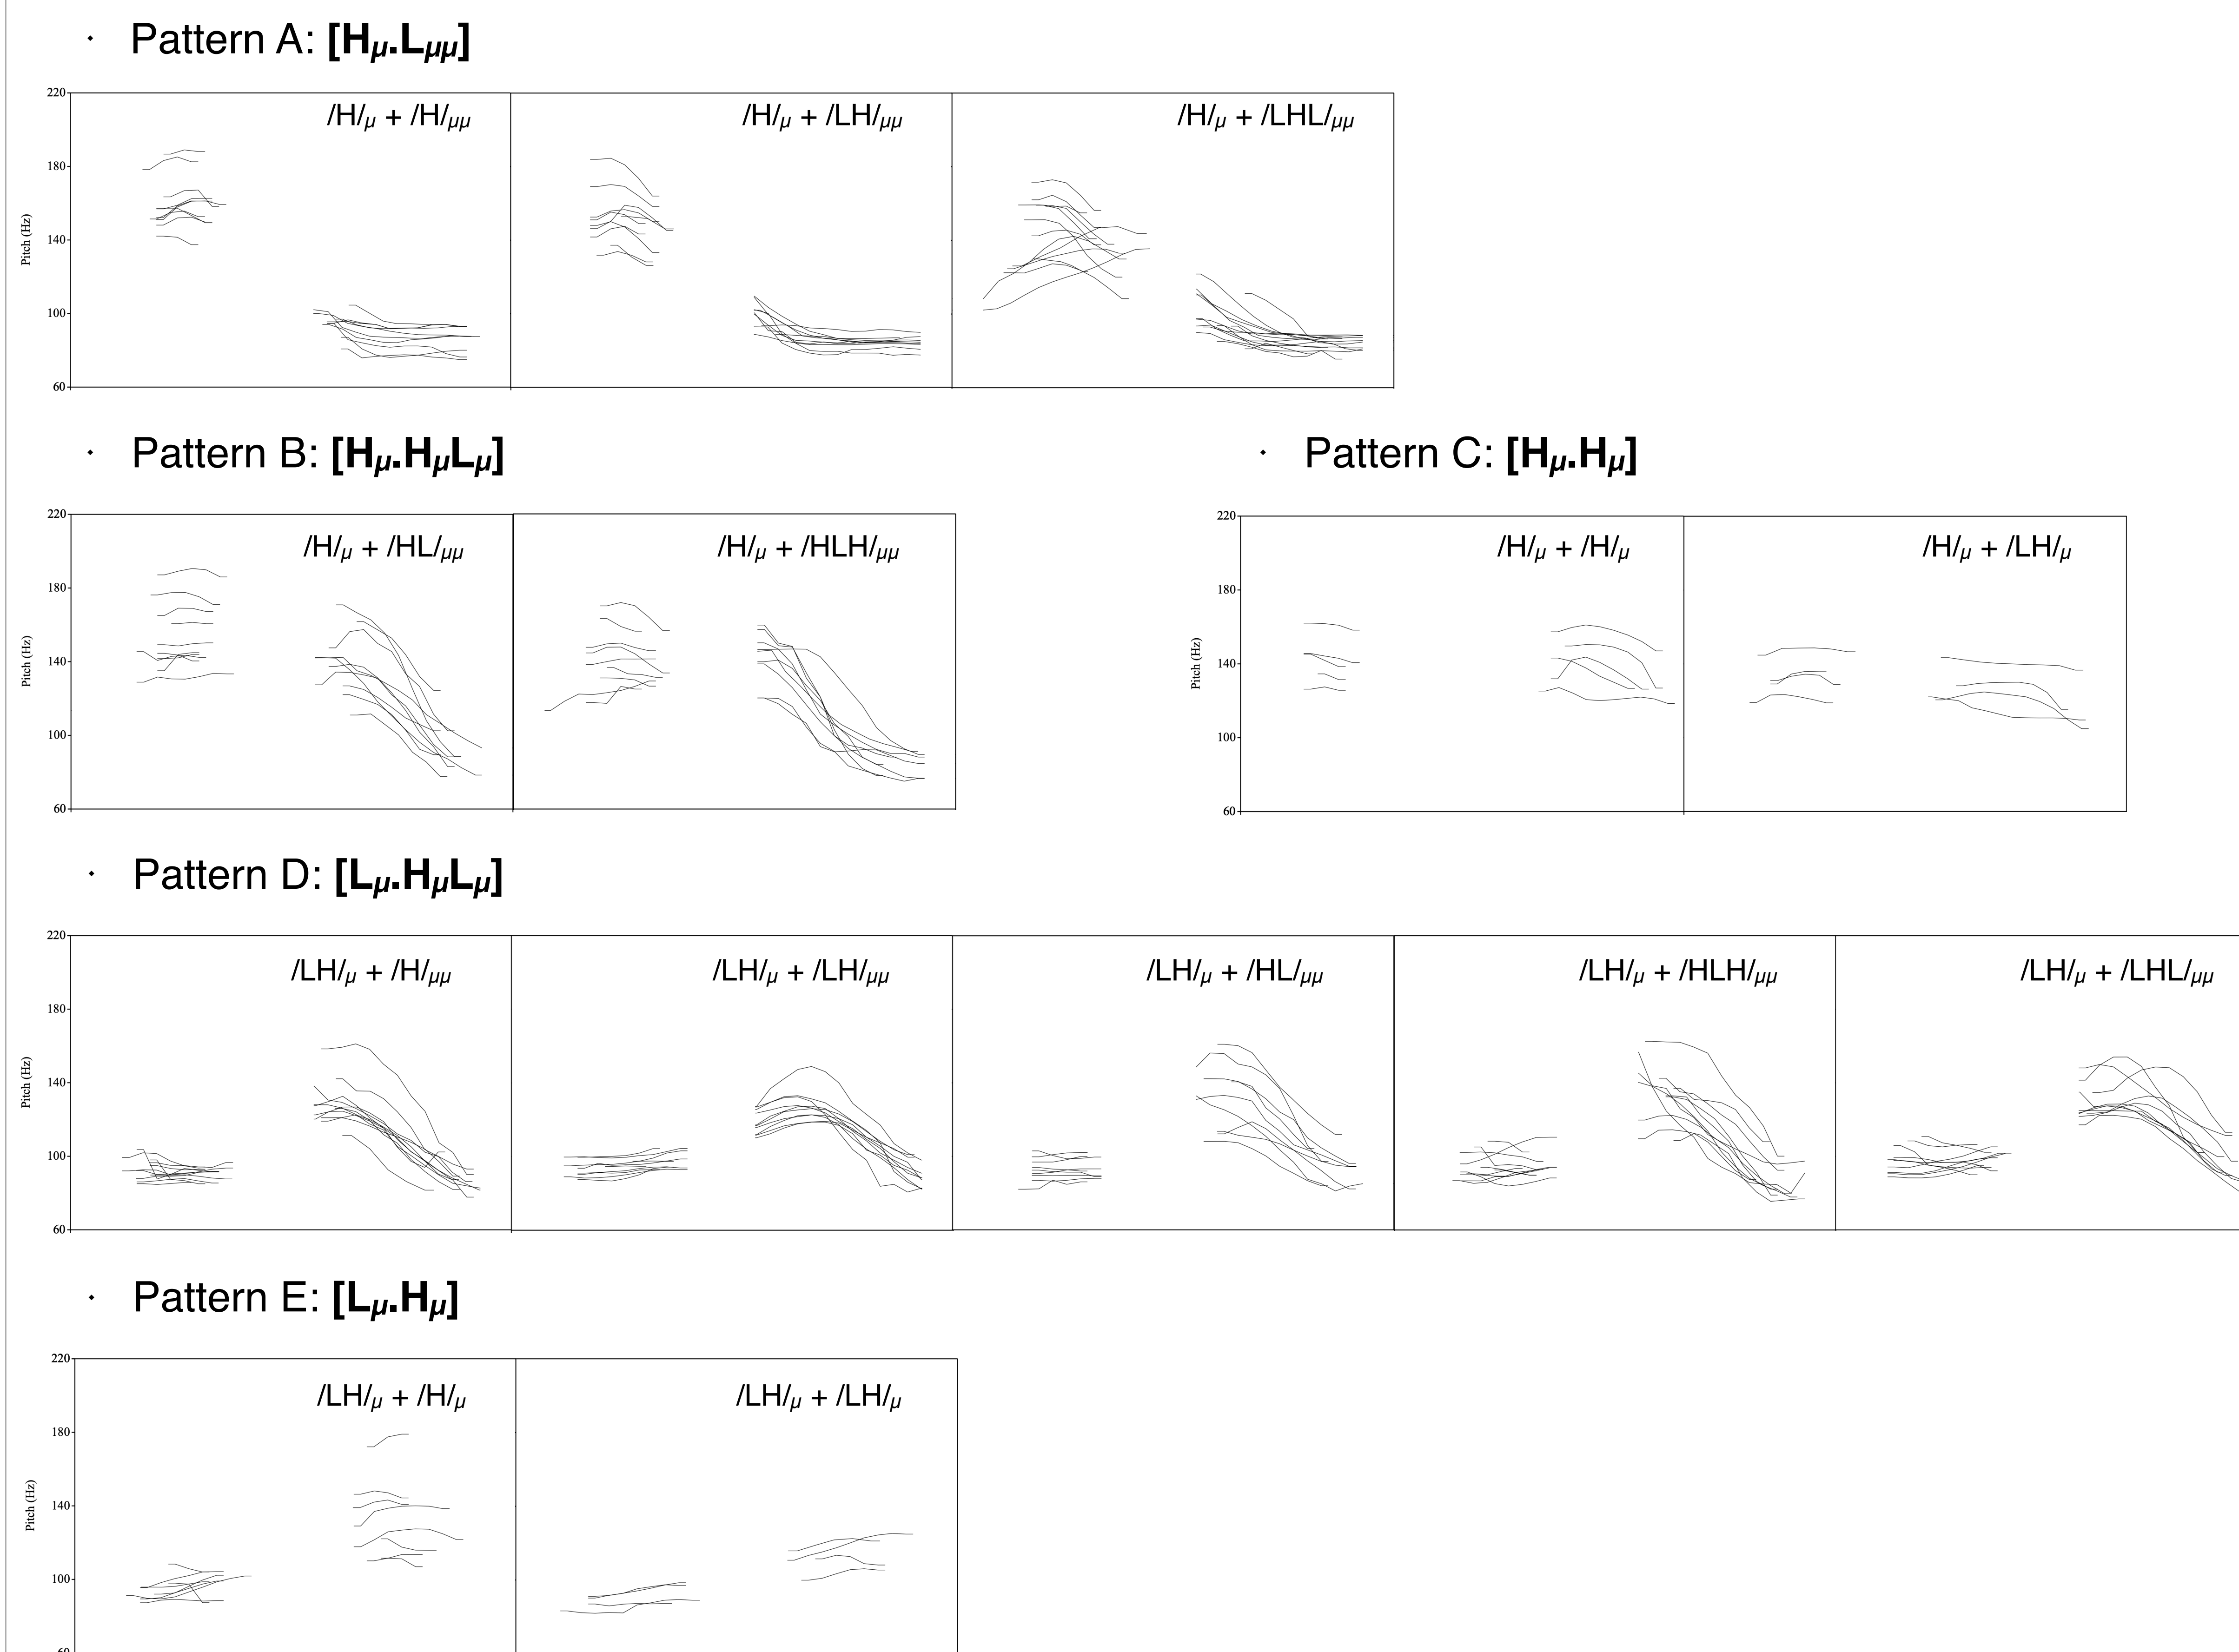 · Pattern A: [Hμ.Lμμ]
220
180
140
100
60
Pitch (Hz)
/H/μ + /H/μμ
/H/μ + /LH/μμ
/H/μ + /LHL/μμ
· Pattern B: [Hμ.HμLμ]
220
180
140
100
60
Pitch (Hz)
/H/μ + /HL/μμ
/H/μ + /HLH/μμ
· Pattern C: [Hμ.Hμ]
220
180
140
100
60
Pitch (Hz)
/H/μ + /H/μ
/H/μ + /LH/μ
· Pattern D: [Lμ.HμLμ]
220
180
140
100
60
Pitch (Hz)
/LH/μ + /H/μμ
/LH/μ + /LH/μμ
/LH/μ + /HL/μμ
/LH/μ + /HLH/μμ
/LH/μ + /LHL/μμ
· Pattern E: [Lμ.Hμ]
220
180
140
100
60
Pitch (Hz)
/LH/μ + /H/μ
/LH/μ + /LH/μ